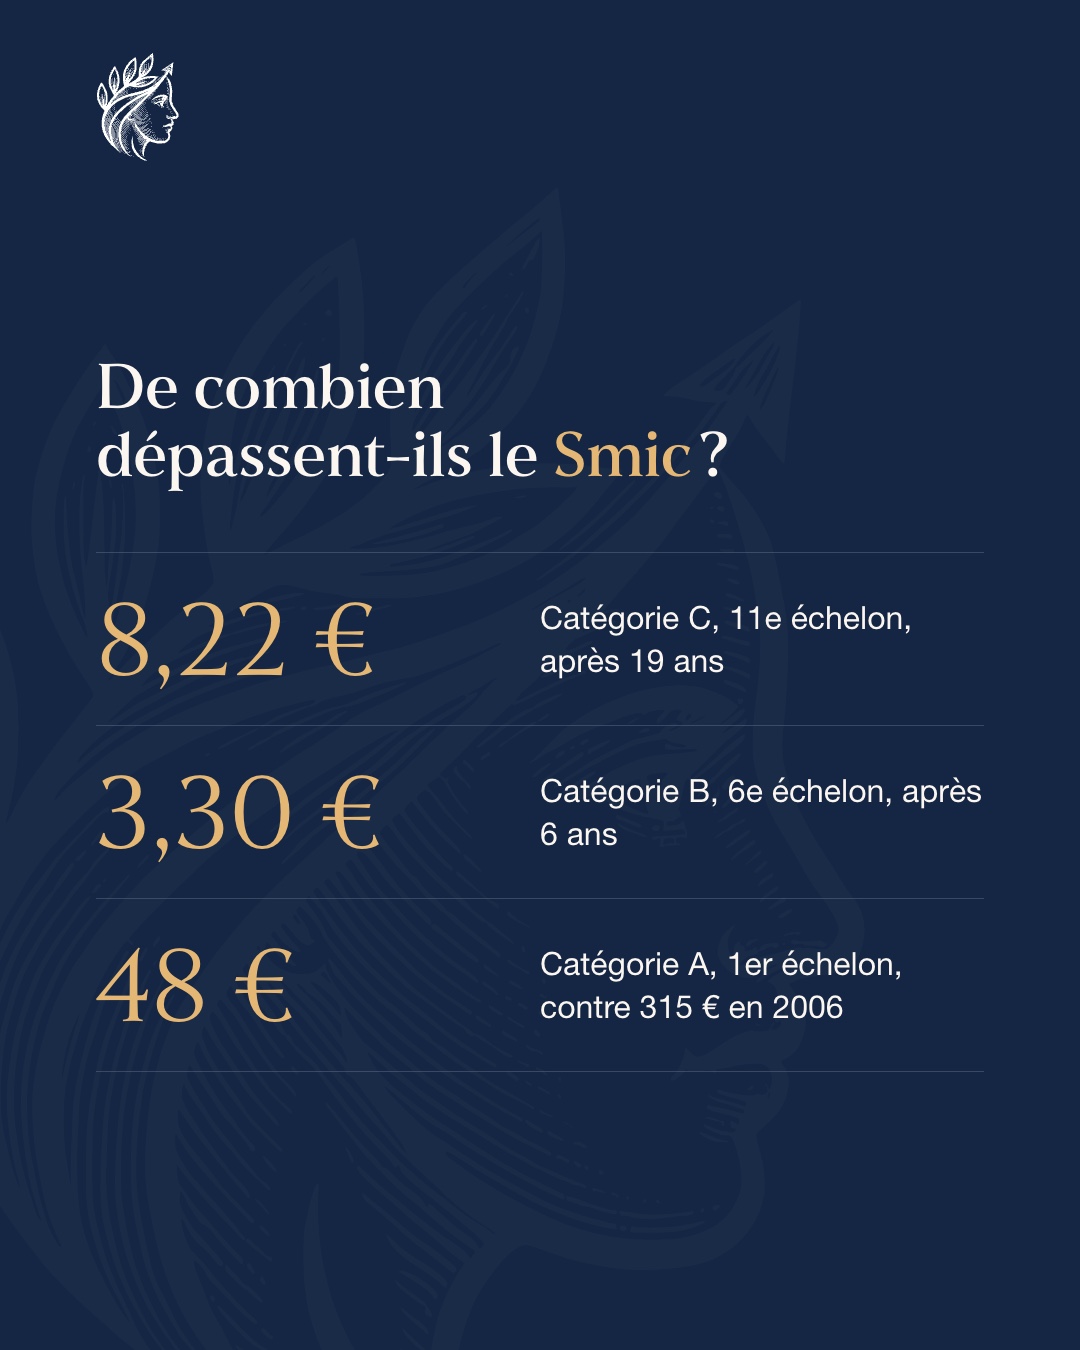 De combien
dépassent-ils le Smic ?
8,22 €
Catégorie C, 11e échelon,
après 19 ans
3,30 €
Catégorie B, 6e échelon, après
6 ans
48 €
Catégorie A, 1er échelon,
contre 315 € en 2006